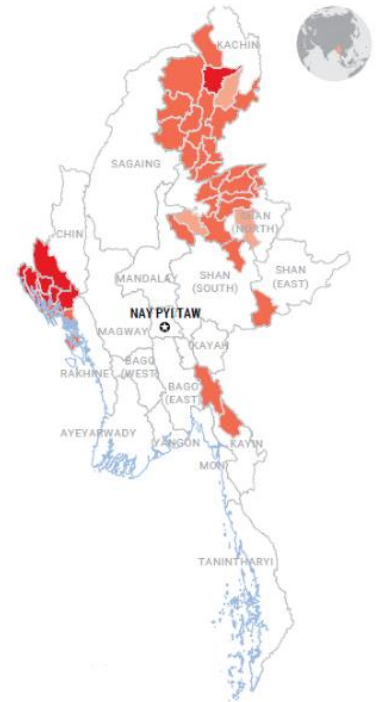 KACHIN
SAGAING
CHIN
SHAN
(NORTH)
MANDALAY
SHAN
(SOUTH)
SHAN
(EAST)
NAY PYI TAW
MAGWAY
KAYAH
RAKHINE
BAGO
(WEST)
BAGO
(EAST)
AYEYARWADY
YANGON
KAYIN
MON
TANINTHARYI